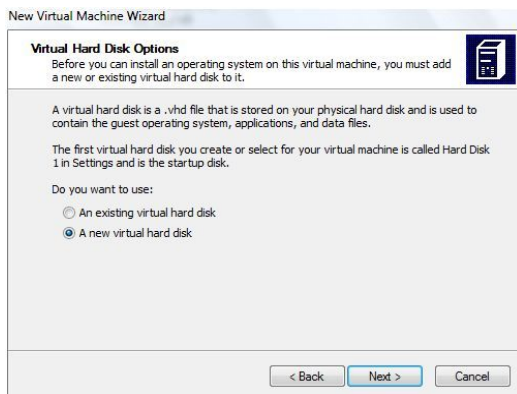 New Virtual Machine Wizard
Virtual Hard Disk Options
Before you can install an operating system on this virtual machine, you must add
a new or existing virtual hard disk to it.
A virtual hard disk is a .vhd file that is stored on your physical hard disk and is used to
contain the guest operating system, applications, and data files.
The first virtual hard disk you create or select for your virtual machine is called Hard Disk
1 in Settings and is the startup disk.
Do you want to use:
An existing virtual hard disk
A new virtual hard disk
< Back Next > Cancel